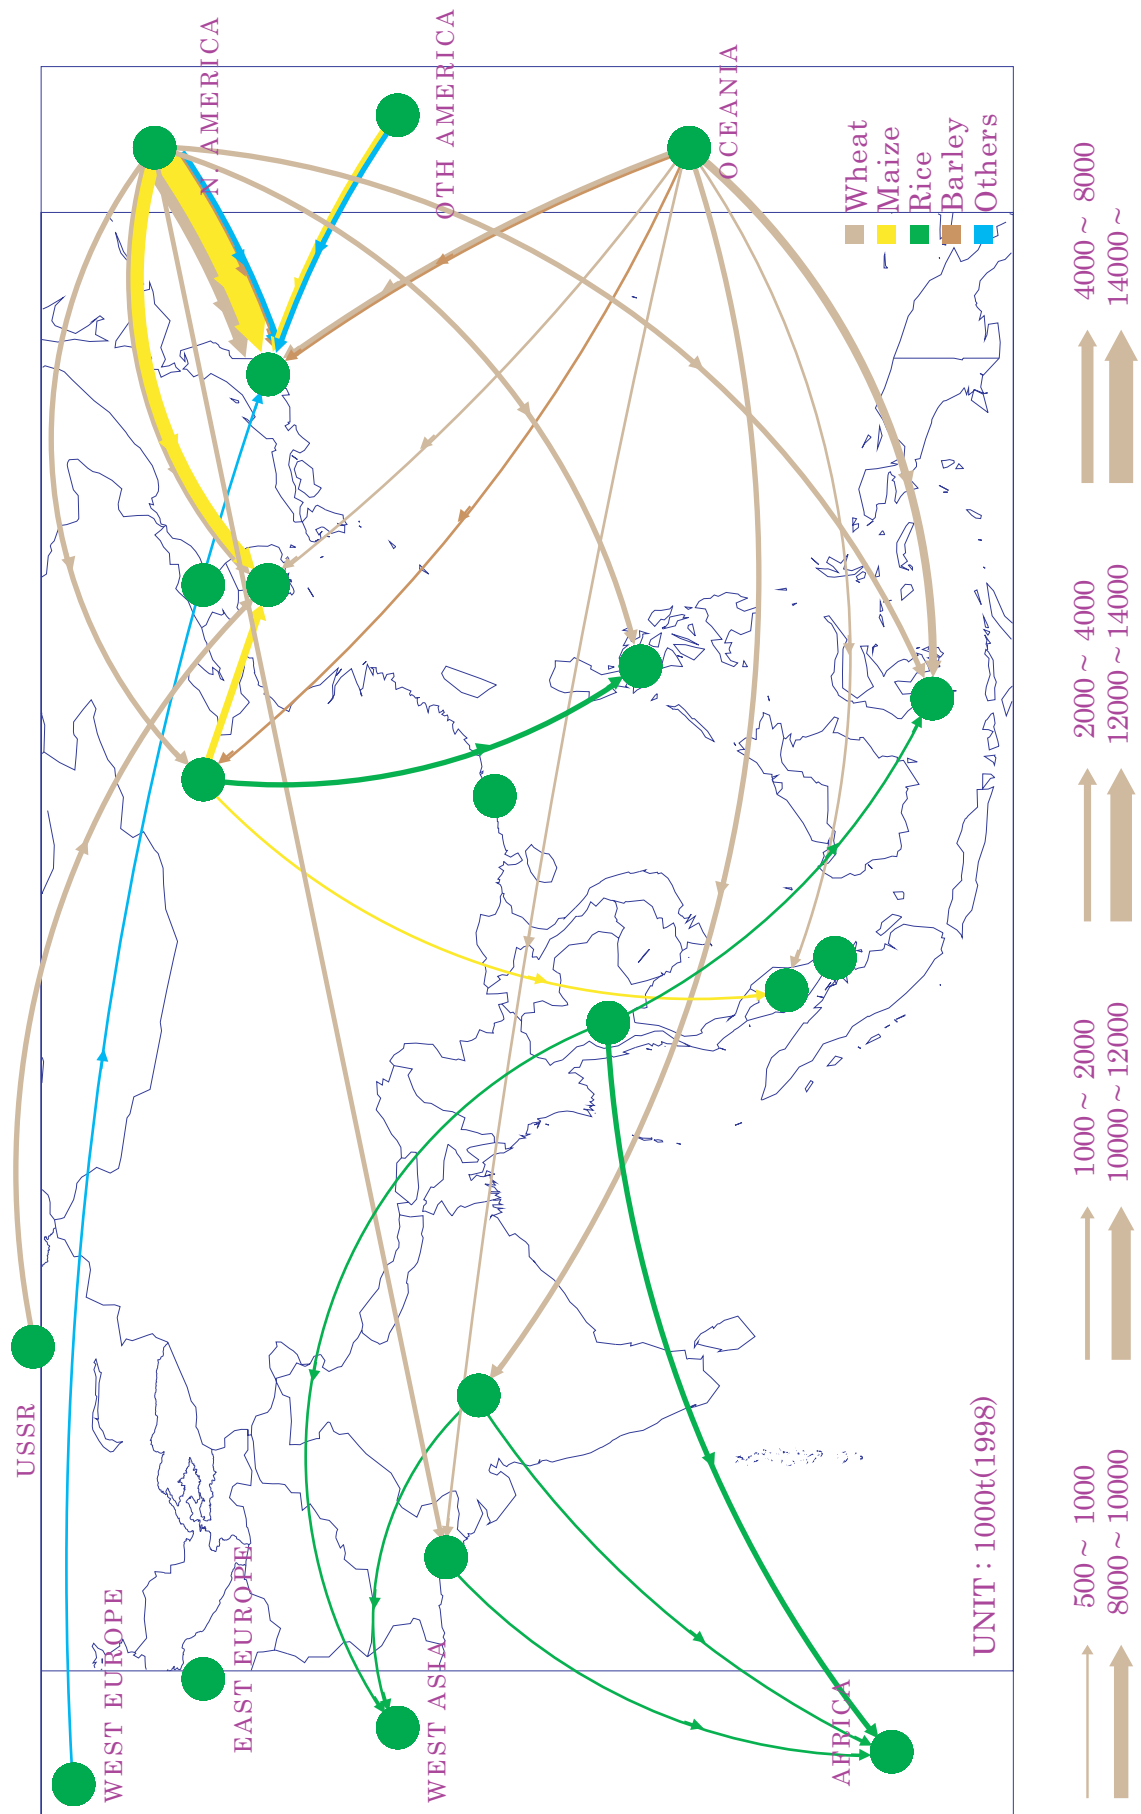 WEST EUROPE
EAST EUROPE
USSR
N. AMERICA
WEST ASIA
OTH AMERICA
OCEANIA
AFRICA
Wheat
Maize
Rice
Barley
Others
UNIT : 1000t(1998)
500 ~ 1000
1000 ~ 2000
2000 ~ 4000
4000 ~ 8000
8000 ~ 10000
10000 ~ 12000
12000 ~ 14000
14000 ~